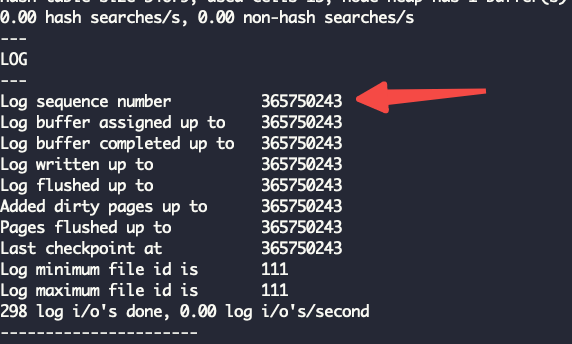 0.00 hash searches/s, 0.00 non-hash searches/s
---
LOG
---
Log sequence number 365750243
Log buffer assigned up to 365750243
Log buffer completed up to 365750243
Log written up to 365750243
Log flushed up to 365750243
Added dirty pages up to 365750243
Pages flushed up to 365750243
Last checkpoint at 365750243
Log minimum file id is 111
Log maximum file id is 111
298 log i/o's done, 0.00 log i/o's/second
----------------------